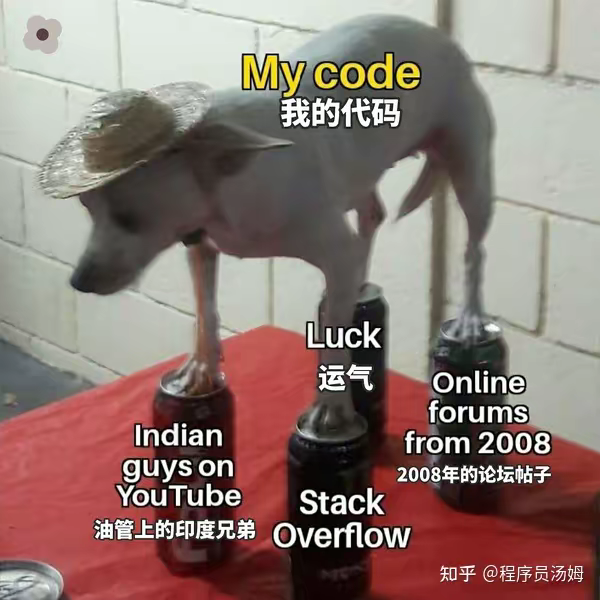 My code
我的代码
Luck
运气
Online
forums
from 2008
2008年的论坛帖子
Indian
guys on
YouTube
油管上的印度兄弟
Stack
Overflow
知乎 @程序员汤姆